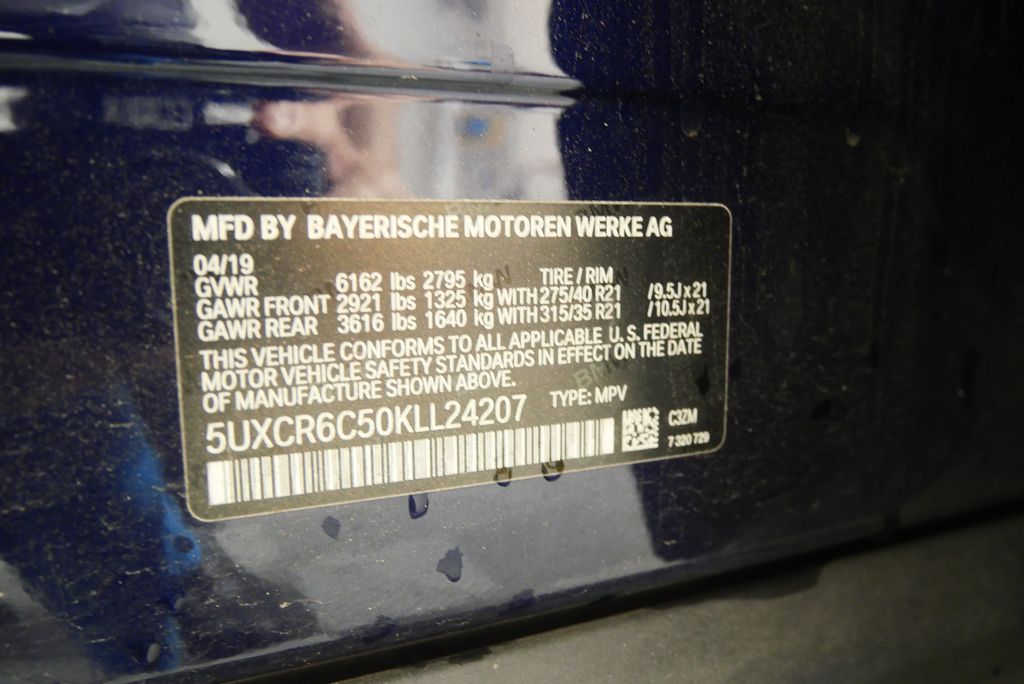 MFD BY BAYERISCHE MOTOREN WERKE AG
04/19
GVWR 6162 lbs 2795 kg TIRE / RIM
GAWR FRONT 2921 lbs 1325 kg WITH 275/40 R21 /9.5J x 21
GAWR REAR 3616 lbs 1640 kg WITH 315/35 R21 /10.5J x 21
THIS VEHICLE CONFORMS TO ALL APPLICABLE U.S. FEDERAL
MOTOR VEHICLE SAFETY STANDARDS IN EFFECT ON THE DATE
OF MANUFACTURE SHOWN ABOVE.
5UXCR6C50KLL24207 TYPE: MPV
C3ZM
7 320 729